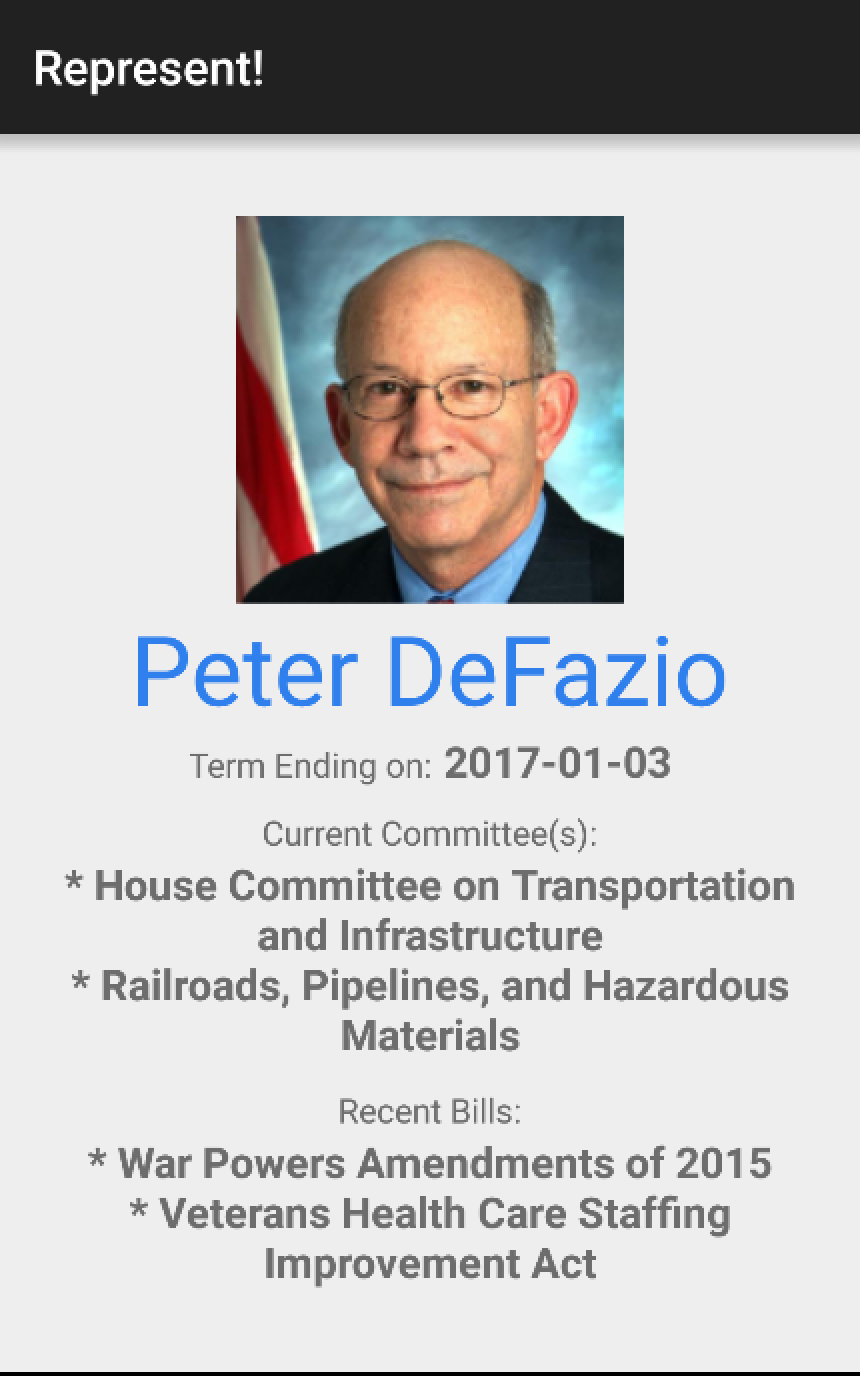 Represent!
Peter DeFazio
Term Ending on: 2017-01-03
Current Committee(s):
* House Committee on Transportation
and Infrastructure
* Railroads, Pipelines, and Hazardous
Materials
Recent Bills:
* War Powers Amendments of 2015
* Veterans Health Care Staffing
Improvement Act